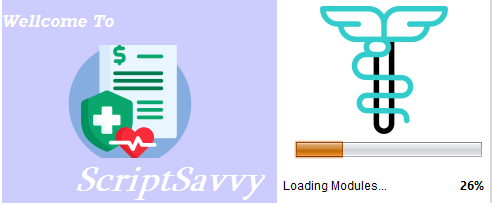 Wellcome To
$
ScriptSavvy
Loading Modules...
26%